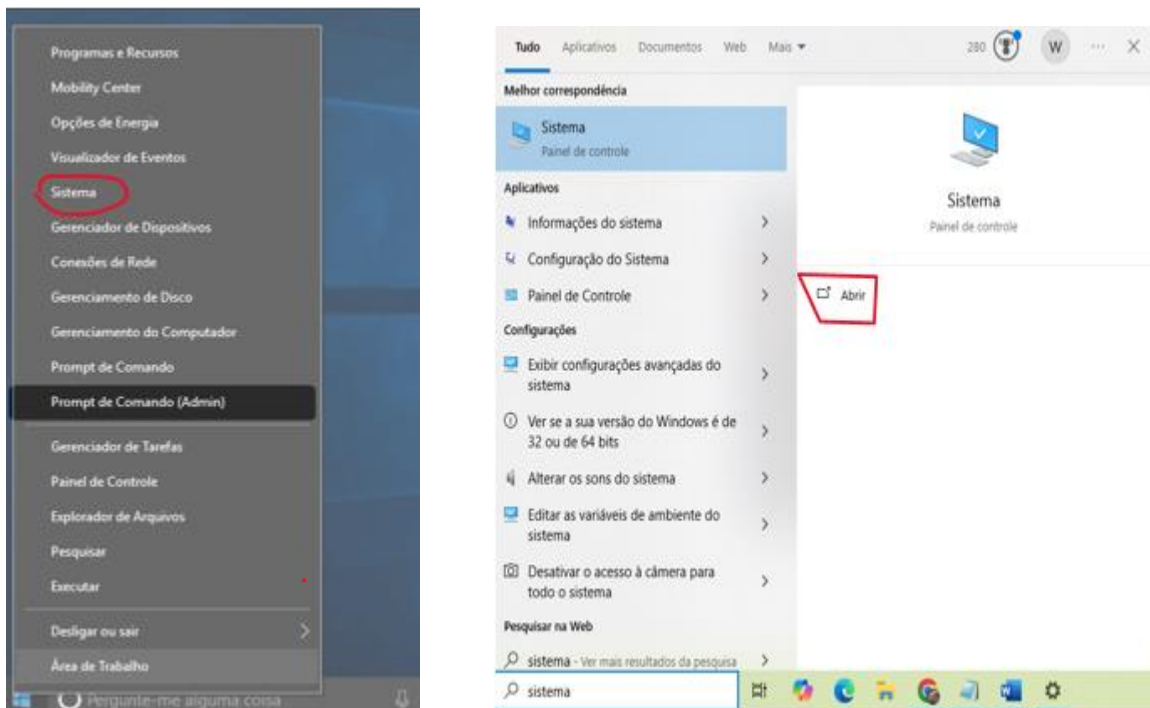 Programas e Recursos
Mobility Center
Opções de Energia
Visualizador de Eventos
Sistema
Gerenciador de Dispositivos
Conexões de Rede
Gerenciamento de Disco
Gerenciamento do Computador
Prompt de Comando
Prompt de Comando (Admin)
Gerenciador de Tarefas
Painel de Controle
Explorador de Arquivos
Pesquisar
Executar
Desligar ou sair
Área de Trabalho
Pergunte-me alguma coisa
Tudo Aplicativos Documentos Web Mais
280 W
Melhor correspondência
Sistema
Painel de controle
Aplicativos
Informações do sistema
Configuração do Sistema
Painel de Controle
Configurações
Exibir configurações avançadas do
sistema
Ver se a sua versão do Windows é de
32 ou de 64 bits
Alterar os sons do sistema
Editar as variáveis de ambiente do
sistema
Desativar o acesso à câmera para
todo o sistema
Pesquisar na Web
sistema - Ver mais resultados da pesquisa
sistema
Sistema
Painel de controle
Abrir